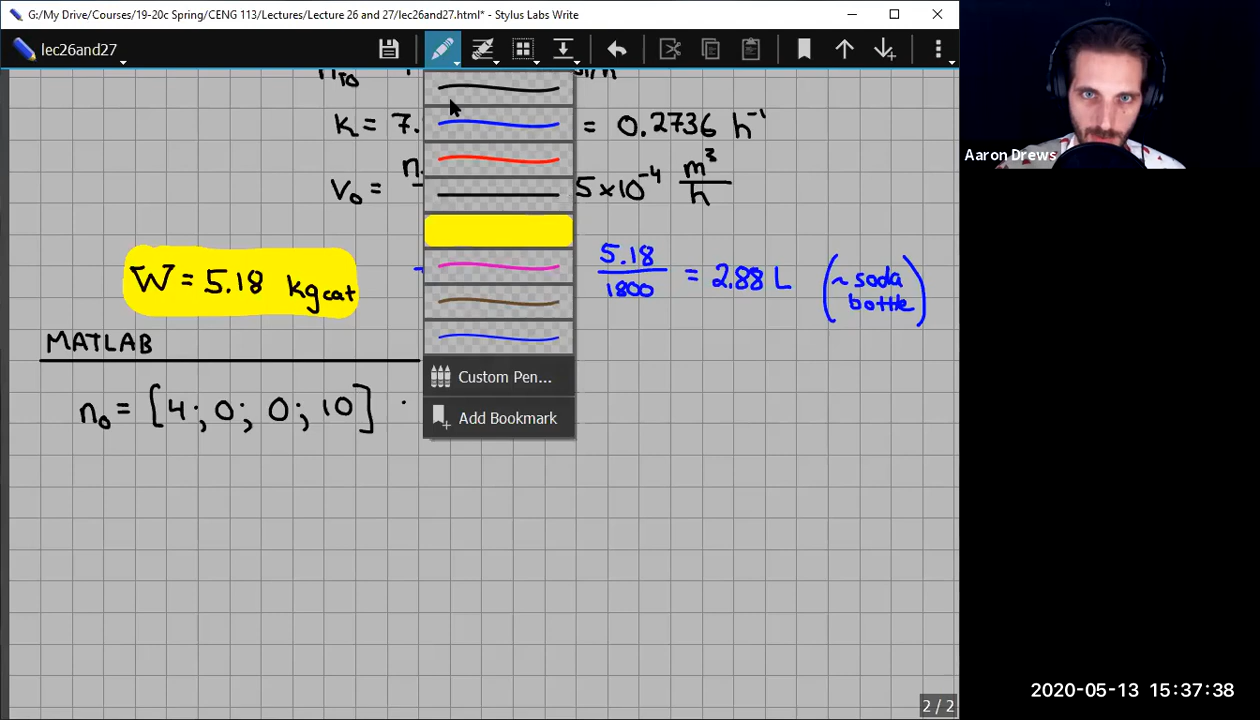 G:/My Drive/Courses/19-20c Spring/CENG 113/Lectures/Lecture 26 and 27/lec26and27.html* - Stylus Labs Write
lec26and27
k = 7. = 0.2736 h⁻¹
V₀ = 5×10⁻⁴ m³/h
W = 5.18 kgcat
5.18/1800 = 2.88 L (~ soda bottle)
MATLAB
n₀ = [4; 0; 0; 10]
Custom Pen...
Add Bookmark
2 / 2
Aaron Drews
2020-05-13 15:37:38